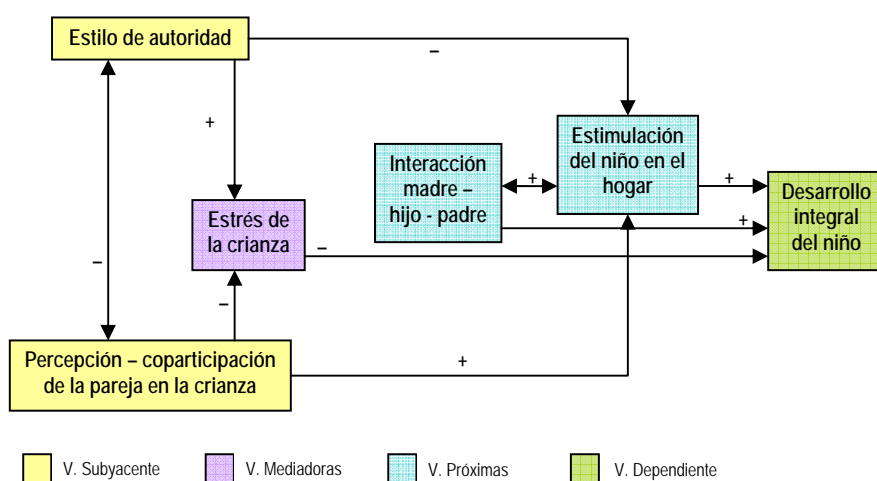 Estilo de autoridad
–
+
Estimulación
del niño en el
hogar
Interacción
madre –
hijo - padre
+
+
Desarrollo
integral
del niño
+
Estrés de
la crianza
–
–
–
Percepción – coparticipación
de la pareja en la crianza
+
V. Subyacente
V. Mediadoras
V. Próximas
V. Dependiente